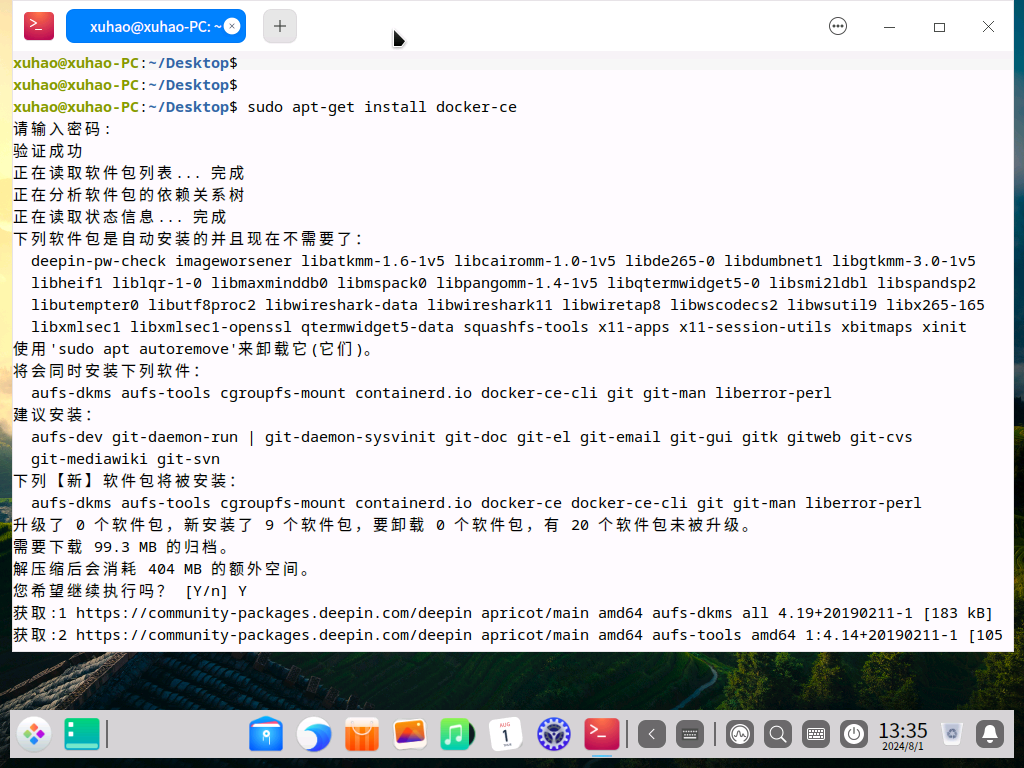 xuhao@xuhao-PC: ~
xuhao@xuhao-PC:~/Desktop$
xuhao@xuhao-PC:~/Desktop$
xuhao@xuhao-PC:~/Desktop$ sudo apt-get install docker-ce
请输入密码:
验证成功
正在读取软件包列表... 完成
正在分析软件包的依赖关系树
正在读取状态信息... 完成
下列软件包是自动安装的并且现在不需要了：
deepin-pw-check imageworsener libatkmm-1.6-1v5 libcairomm-1.0-1v5 libde265-0 libdumbnet1 libgtkmm-3.0-1v5
libheif1 liblqr-1-0 libmaxminddb0 libmspack0 libpangomm-1.4-1v5 libqtermwidget5-0 libsmi2ldbl libspandsp2
libutempter0 libutf8proc2 libwireshark-data libwireshark11 libwiretap8 libwscodecs2 libwsutil9 libx265-165
libxmlsec1 libxmlsec1-openssl qtermwidget5-data squashfs-tools x11-apps x11-session-utils xbitmaps xinit
使用'sudo apt autoremove'来卸载它(它们)。
将会同时安装下列软件：
aufs-dkms aufs-tools cgroupfs-mount containerd.io docker-ce-cli git git-man liberror-perl
建议安装：
aufs-dev git-daemon-run | git-daemon-sysvinit git-doc git-el git-email git-gui gitk gitweb git-cvs
git-mediawiki git-svn
下列【新】软件包将被安装：
aufs-dkms aufs-tools cgroupfs-mount containerd.io docker-ce docker-ce-cli git git-man liberror-perl
升级了 0 个软件包，新安装了 9 个软件包，要卸载 0 个软件包，有 20 个软件包未被升级。
需要下载 99.3 MB 的归档。
解压缩后会消耗 404 MB 的额外空间。
您希望继续执行吗？ [Y/n] Y
获取:1 https://community-packages.deepin.com/deepin apricot/main amd64 aufs-dkms all 4.19+20190211-1 [183 kB]
获取:2 https://community-packages.deepin.com/deepin apricot/main amd64 aufs-tools amd64 1:4.14+20190211-1 [105
AUG
1
13:35
2024/8/1